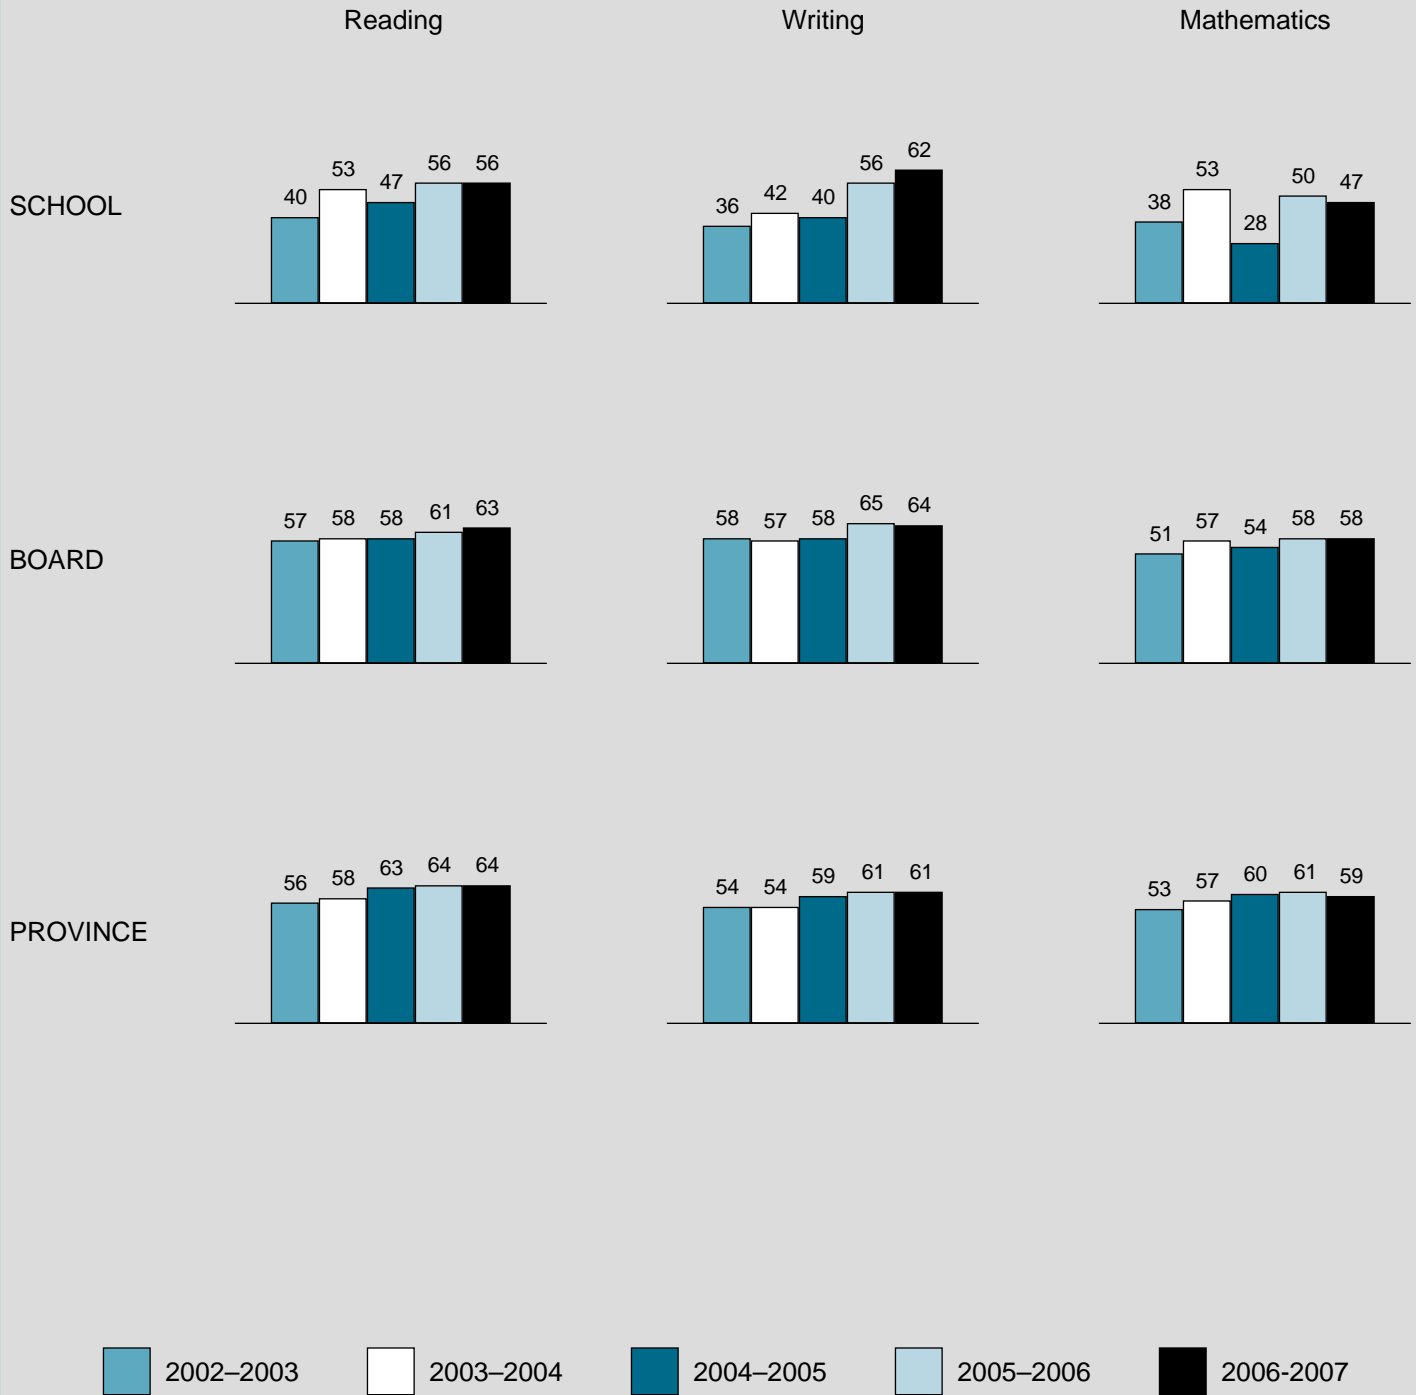 Reading Writing Mathematics
SCHOOL
40 53 47 56 56
36 42 40 56 62
38 53 28 50 47
BOARD
57 58 58 61 63
58 57 58 65 64
51 57 54 58 58
PROVINCE
56 58 63 64 64
54 54 59 61 61
53 57 60 61 59
2002–2003 2003–2004 2004–2005 2005–2006 2006-2007